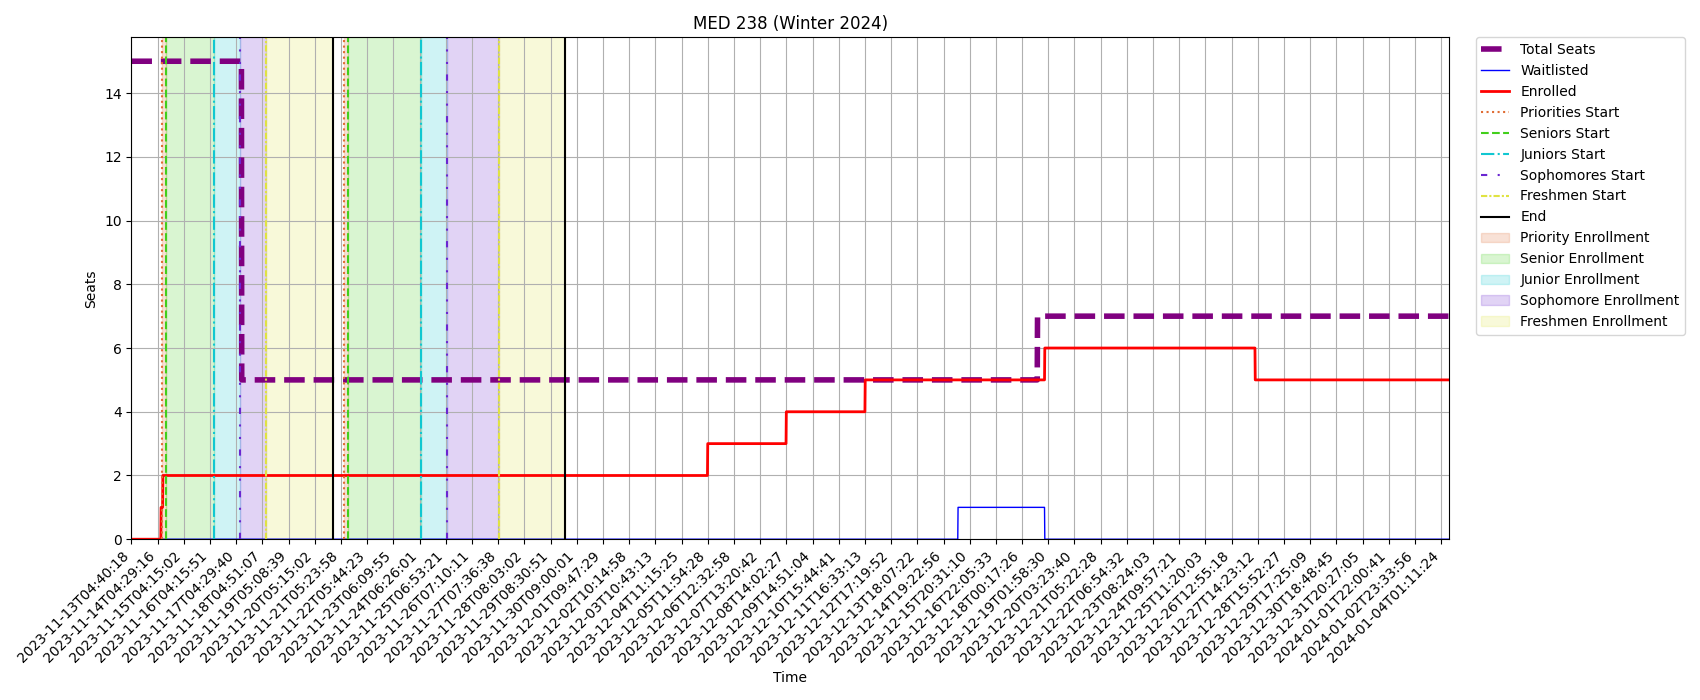 MED 238 (Winter 2024)
Seats
14
12
10
8
6
4
2
0
2023-11-13T04:40:18
2023-11-14T04:29:16
2023-11-15T04:15:02
2023-11-16T04:15:51
2023-11-17T04:29:40
2023-11-18T04:51:07
2023-11-19T05:08:39
2023-11-20T05:15:02
2023-11-21T05:23:58
2023-11-22T05:44:23
2023-11-23T06:09:55
2023-11-24T06:26:01
2023-11-25T06:53:21
2023-11-26T07:10:11
2023-11-27T07:36:38
2023-11-28T08:03:02
2023-11-29T08:30:51
2023-11-30T09:00:01
2023-12-01T09:47:29
2023-12-02T10:14:58
2023-12-03T10:43:13
2023-12-04T11:15:25
2023-12-05T11:54:28
2023-12-06T12:32:58
2023-12-07T13:20:42
2023-12-08T14:02:27
2023-12-09T14:51:04
2023-12-10T15:44:41
2023-12-11T16:33:13
2023-12-12T17:19:52
2023-12-13T18:07:22
2023-12-14T19:22:56
2023-12-15T20:31:10
2023-12-16T22:05:33
2023-12-18T00:17:26
2023-12-19T01:58:30
2023-12-20T03:23:40
2023-12-21T05:22:28
2023-12-22T06:54:32
2023-12-23T08:24:03
2023-12-24T09:57:21
2023-12-25T11:20:03
2023-12-26T12:55:18
2023-12-27T14:23:12
2023-12-28T15:52:27
2023-12-29T17:25:09
2023-12-30T18:48:45
2023-12-31T20:27:05
2024-01-01T22:00:41
2024-01-02T23:33:56
2024-01-04T01:11:24
Time
Total Seats
Waitlisted
Enrolled
Priorities Start
Seniors Start
Juniors Start
Sophomores Start
Freshmen Start
End
Priority Enrollment
Senior Enrollment
Junior Enrollment
Sophomore Enrollment
Freshmen Enrollment